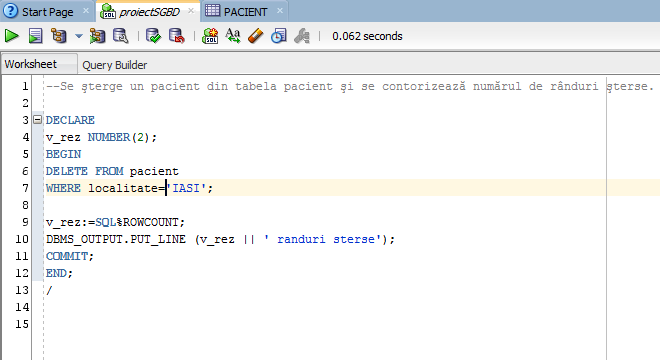 Start Page
proiectSGBD
PACIENT
0.062 seconds
Worksheet
Query Builder
1 --Se şterge un pacient din tabela pacient şi se contorizează numărul de rânduri şterse.
2
3 DECLARE
4 v_rez NUMBER(2);
5 BEGIN
6 DELETE FROM pacient
7 WHERE localitate='IASI';
8
9 v_rez:=SQL%ROWCOUNT;
10 DBMS_OUTPUT.PUT_LINE (v_rez || ' randuri sterse');
11 COMMIT;
12 END;
13 /
14
15